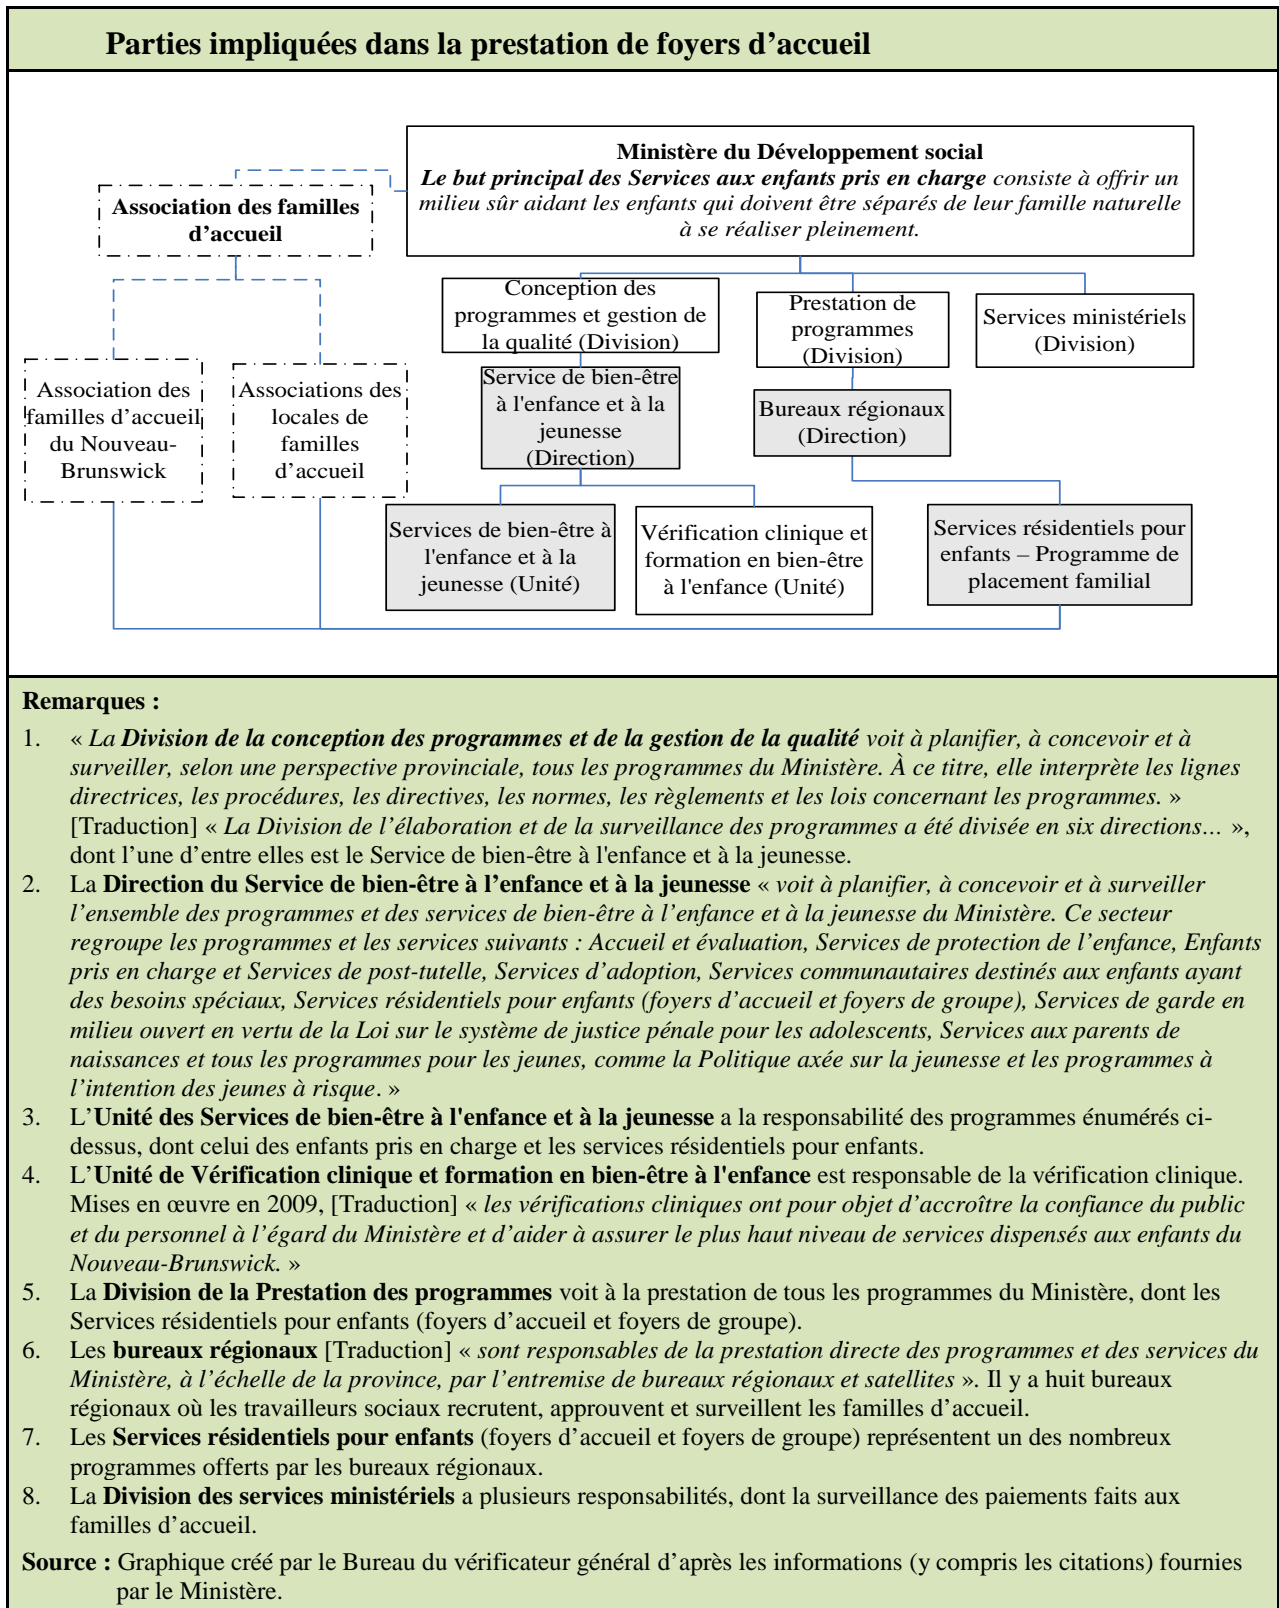 Parties impliquées dans la prestation de foyers d’accueil
Ministère du Développement social
Le but principal des Services aux enfants pris en charge consiste à offrir un
milieu sûr aidant les enfants qui doivent être séparés de leur famille naturelle
à se réaliser pleinement.
Association des familles
d’accueil
Conception des
programmes et gestion de
la qualité (Division)
Prestation de
programmes
(Division)
Services ministériels
(Division)
Association des
familles d’accueil
du Nouveau-
Brunswick
Associations des
locales de
familles
d’accueil
Service de bien-être
à l'enfance et à la
jeunesse
(Direction)
Bureaux régionaux
(Direction)
Services de bien-être à
l'enfance et à la
jeunesse (Unité)
Vérification clinique et
formation en bien-être
à l'enfance (Unité)
Services résidentiels pour
enfants – Programme de
placement familial
Remarques :
1. « La Division de la conception des programmes et de la gestion de la qualité voit à planifier, à concevoir et à
surveiller, selon une perspective provinciale, tous les programmes du Ministère. À ce titre, elle interprète les lignes
directrices, les procédures, les directives, les normes, les règlements et les lois concernant les programmes. »
[Traduction] « La Division de l’élaboration et de la surveillance des programmes a été divisée en six directions… »,
dont l’une d’entre elles est le Service de bien-être à l'enfance et à la jeunesse.
2. La Direction du Service de bien-être à l’enfance et à la jeunesse « voit à planifier, à concevoir et à surveiller
l’ensemble des programmes et des services de bien-être à l’enfance et à la jeunesse du Ministère. Ce secteur
regroupe les programmes et les services suivants : Accueil et évaluation, Services de protection de l’enfance, Enfants
pris en charge et Services de post-tutelle, Services d’adoption, Services communautaires destinés aux enfants ayant
des besoins spéciaux, Services résidentiels pour enfants (foyers d’accueil et foyers de groupe), Services de garde en
milieu ouvert en vertu de la Loi sur le système de justice pénale pour les adolescents, Services aux parents de
naissances et tous les programmes pour les jeunes, comme la Politique axée sur la jeunesse et les programmes à
l’intention des jeunes à risque. »
3. L’Unité des Services de bien-être à l'enfance et à la jeunesse a la responsabilité des programmes énumérés ci-
dessus, dont celui des enfants pris en charge et les services résidentiels pour enfants.
4. L’Unité de Vérification clinique et formation en bien-être à l'enfance est responsable de la vérification clinique.
Mises en œuvre en 2009, [Traduction] « les vérifications cliniques ont pour objet d’accroître la confiance du public
et du personnel à l’égard du Ministère et d’aider à assurer le plus haut niveau de services dispensés aux enfants du
Nouveau-Brunswick. »
5. La Division de la Prestation des programmes voit à la prestation de tous les programmes du Ministère, dont les
Services résidentiels pour enfants (foyers d’accueil et foyers de groupe).
6. Les bureaux régionaux [Traduction] « sont responsables de la prestation directe des programmes et des services du
Ministère, à l’échelle de la province, par l’entremise de bureaux régionaux et satellites ». Il y a huit bureaux
régionaux où les travailleurs sociaux recrutent, approuvent et surveillent les familles d’accueil.
7. Les Services résidentiels pour enfants (foyers d’accueil et foyers de groupe) représentent un des nombreux
programmes offerts par les bureaux régionaux.
8. La Division des services ministériels a plusieurs responsabilités, dont la surveillance des paiements faits aux
familles d’accueil.
Source : Graphique créé par le Bureau du vérificateur général d’après les informations (y compris les citations) fournies
par le Ministère.